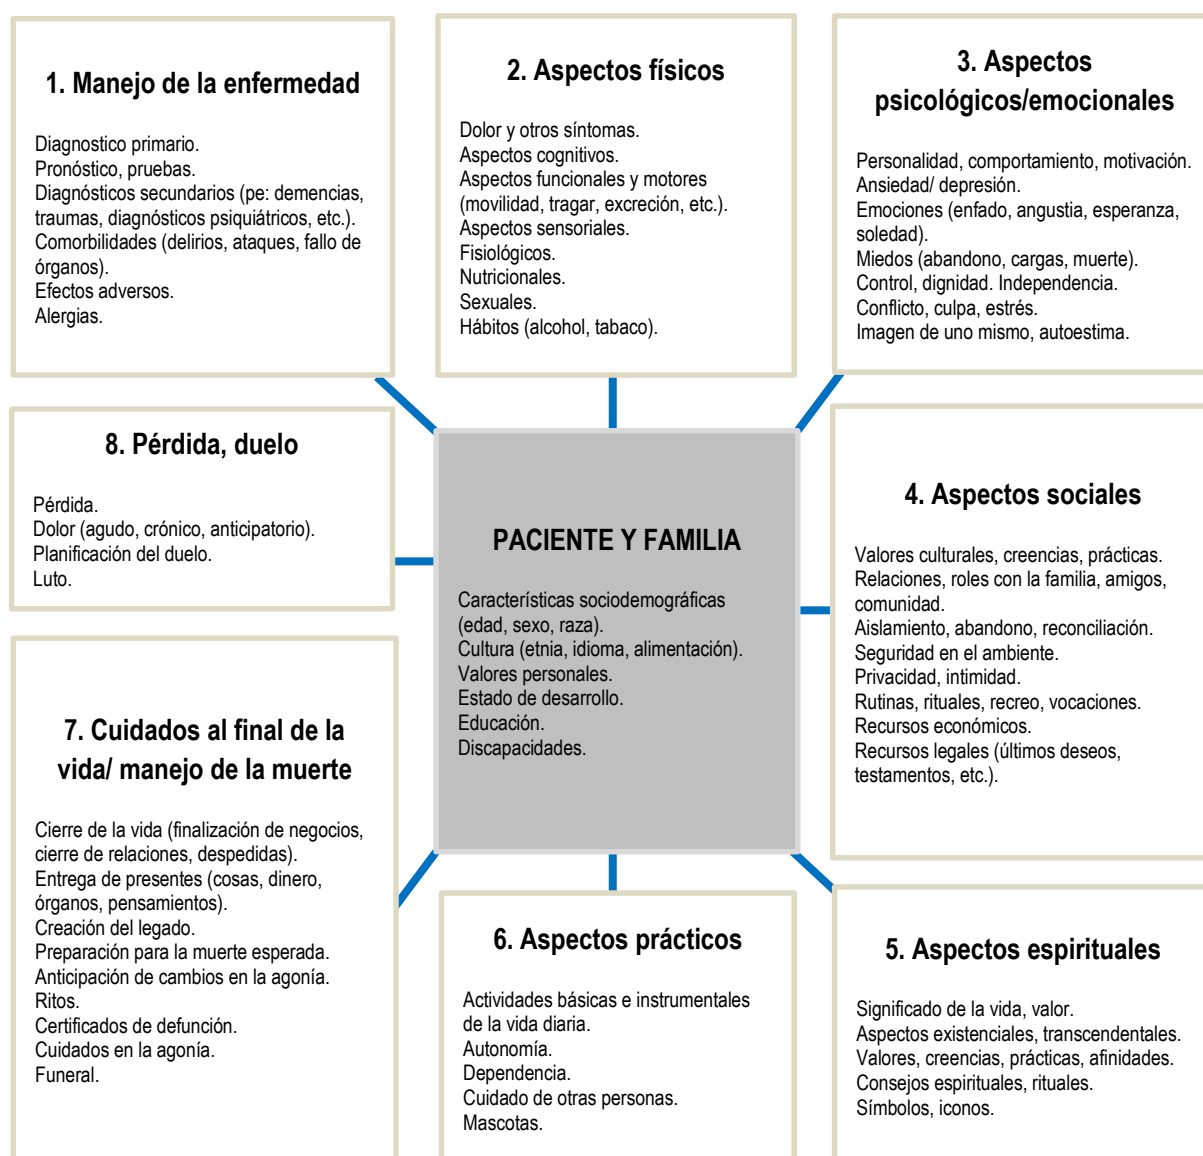 1. Manejo de la enfermedad
Diagnostico primario.
Pronóstico, pruebas.
Diagnósticos secundarios (pe: demencias,
traumas, diagnósticos psiquiátricos, etc.).
Comorbilidades (delirios, ataques, fallo de
órganos).
Efectos adversos.
Alergias.
2. Aspectos físicos
Dolor y otros síntomas.
Aspectos cognitivos.
Aspectos funcionales y motores
(movilidad, tragar, excreción, etc.).
Aspectos sensoriales.
Fisiológicos.
Nutricionales.
Sexuales.
Hábitos (alcohol, tabaco).
3. Aspectos
psicológicos/emocionales
Personalidad, comportamiento, motivación.
Ansiedad/ depresión.
Emociones (enfado, angustia, esperanza,
soledad).
Miedos (abandono, cargas, muerte).
Control, dignidad. Independencia.
Conflicto, culpa, estrés.
Imagen de uno mismo, autoestima.
8. Pérdida, duelo
Pérdida.
Dolor (agudo, crónico, anticipatorio).
Planificación del duelo.
Luto.
PACIENTE Y FAMILIA
Características sociodemográficas
(edad, sexo, raza).
Cultura (etnia, idioma, alimentación).
Valores personales.
Estado de desarrollo.
Educación.
Discapacidades.
4. Aspectos sociales
Valores culturales, creencias, prácticas.
Relaciones, roles con la familia, amigos,
comunidad.
Aislamiento, abandono, reconciliación.
Seguridad en el ambiente.
Privacidad, intimidad.
Rutinas, rituales, recreo, vocaciones.
Recursos económicos.
Recursos legales (últimos deseos,
testamentos, etc.).
7. Cuidados al final de la
vida/ manejo de la muerte
Cierre de la vida (finalización de negocios,
cierre de relaciones, despedidas).
Entrega de presentes (cosas, dinero,
órganos, pensamientos).
Creación del legado.
Preparación para la muerte esperada.
Anticipación de cambios en la agonía.
Ritos.
Certificados de defunción.
Cuidados en la agonía.
Funeral.
6. Aspectos prácticos
Actividades básicas e instrumentales
de la vida diaria.
Autonomía.
Dependencia.
Cuidado de otras personas.
Mascotas.
5. Aspectos espirituales
Significado de la vida, valor.
Aspectos existenciales, transcendentales.
Valores, creencias, prácticas, afinidades.
Consejos espirituales, rituales.
Símbolos, iconos.